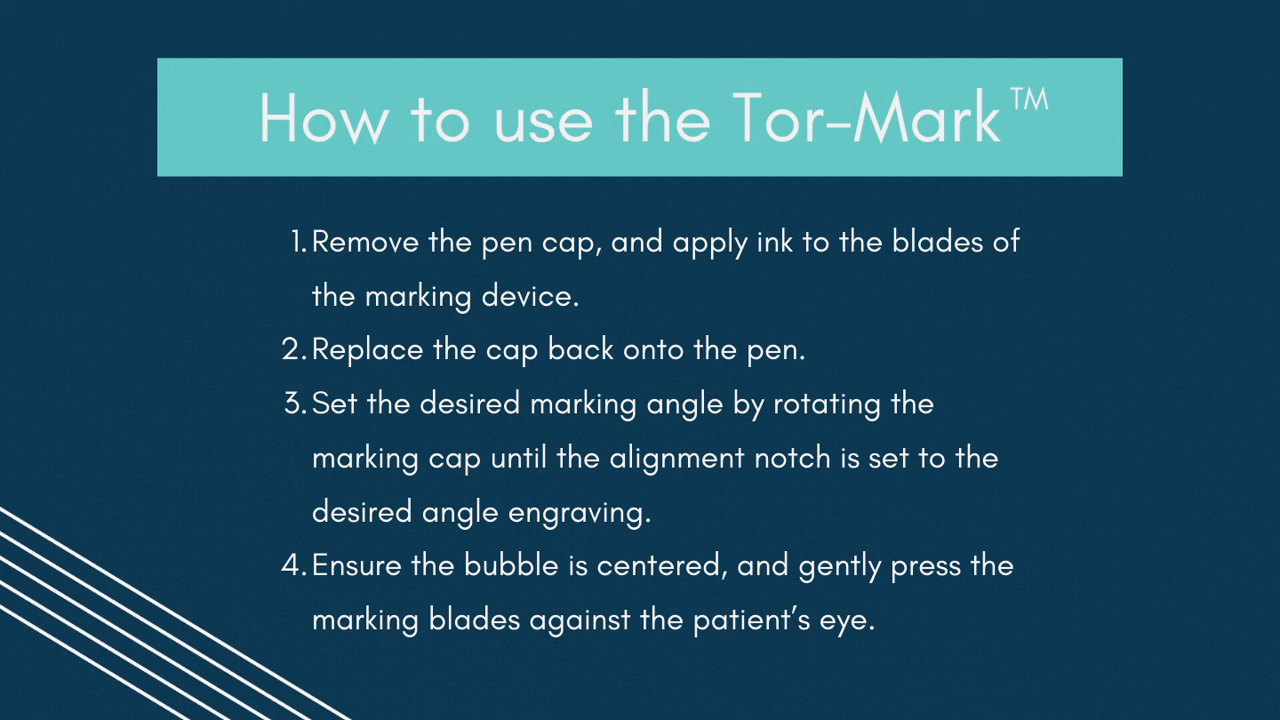 How to use the Tor-Mark™
1. Remove the pen cap, and apply ink to the blades of
the marking device.
2. Replace the cap back onto the pen.
3. Set the desired marking angle by rotating the
marking cap until the alignment notch is set to the
desired angle engraving.
4. Ensure the bubble is centered, and gently press the
marking blades against the patient’s eye.